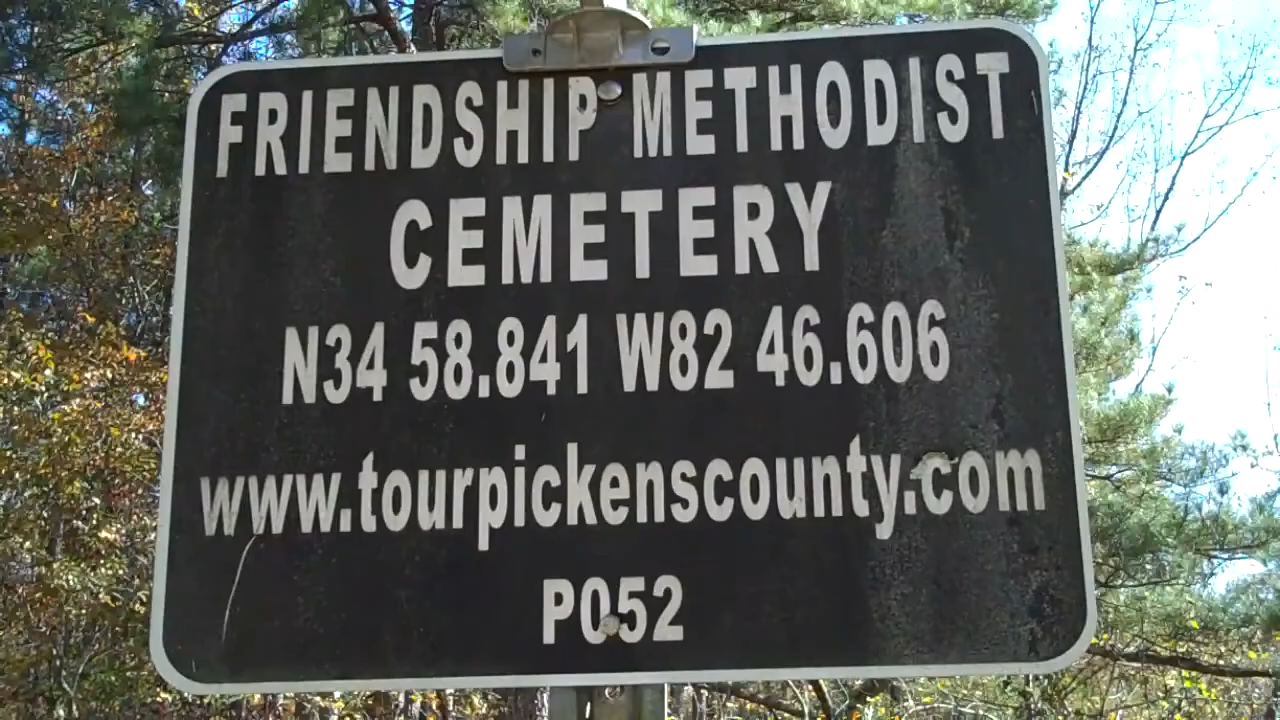 FRIENDSHIP METHODIST
CEMETERY
N34 58.841 W82 46.606
www.tourpickenscounty.com
P052